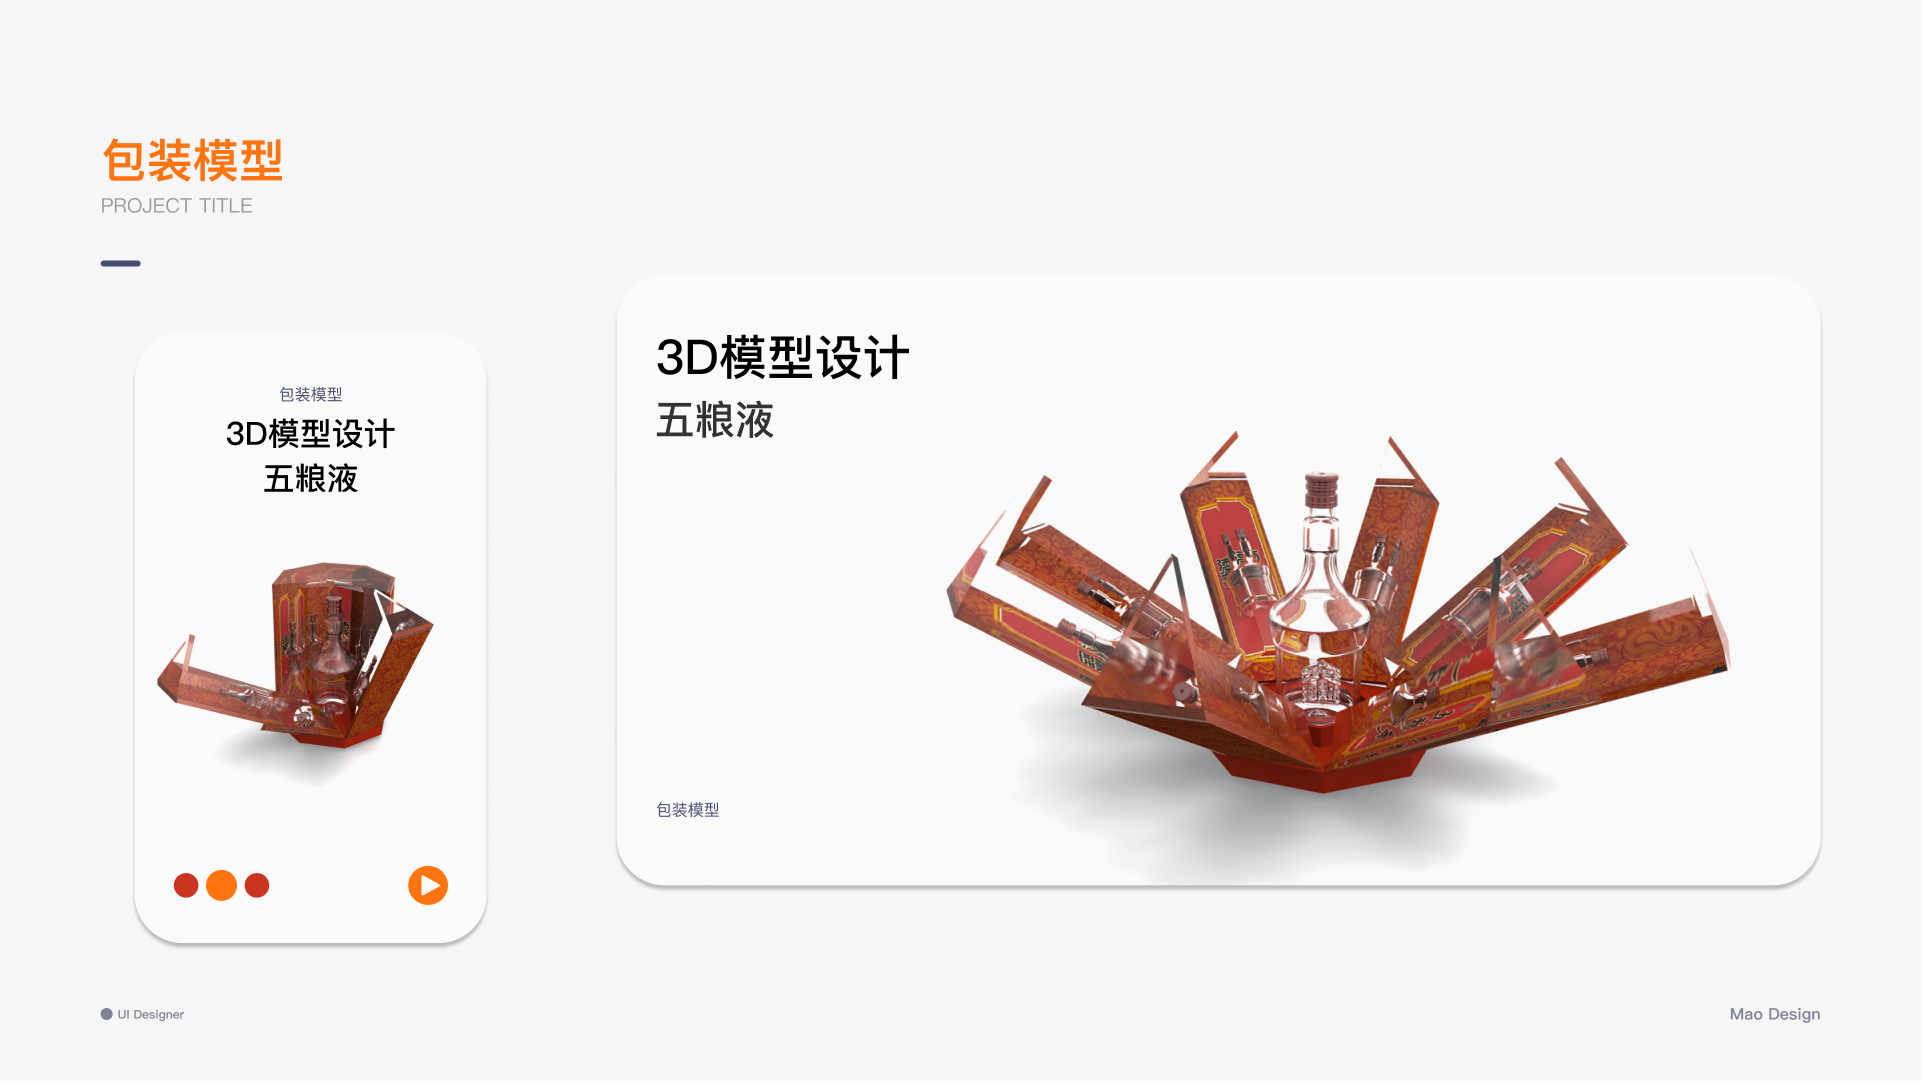 包装模型
PROJECT TITLE
包装模型
3D模型设计
五粮液
3D模型设计
五粮液
包装模型
UI Designer
Mao Design